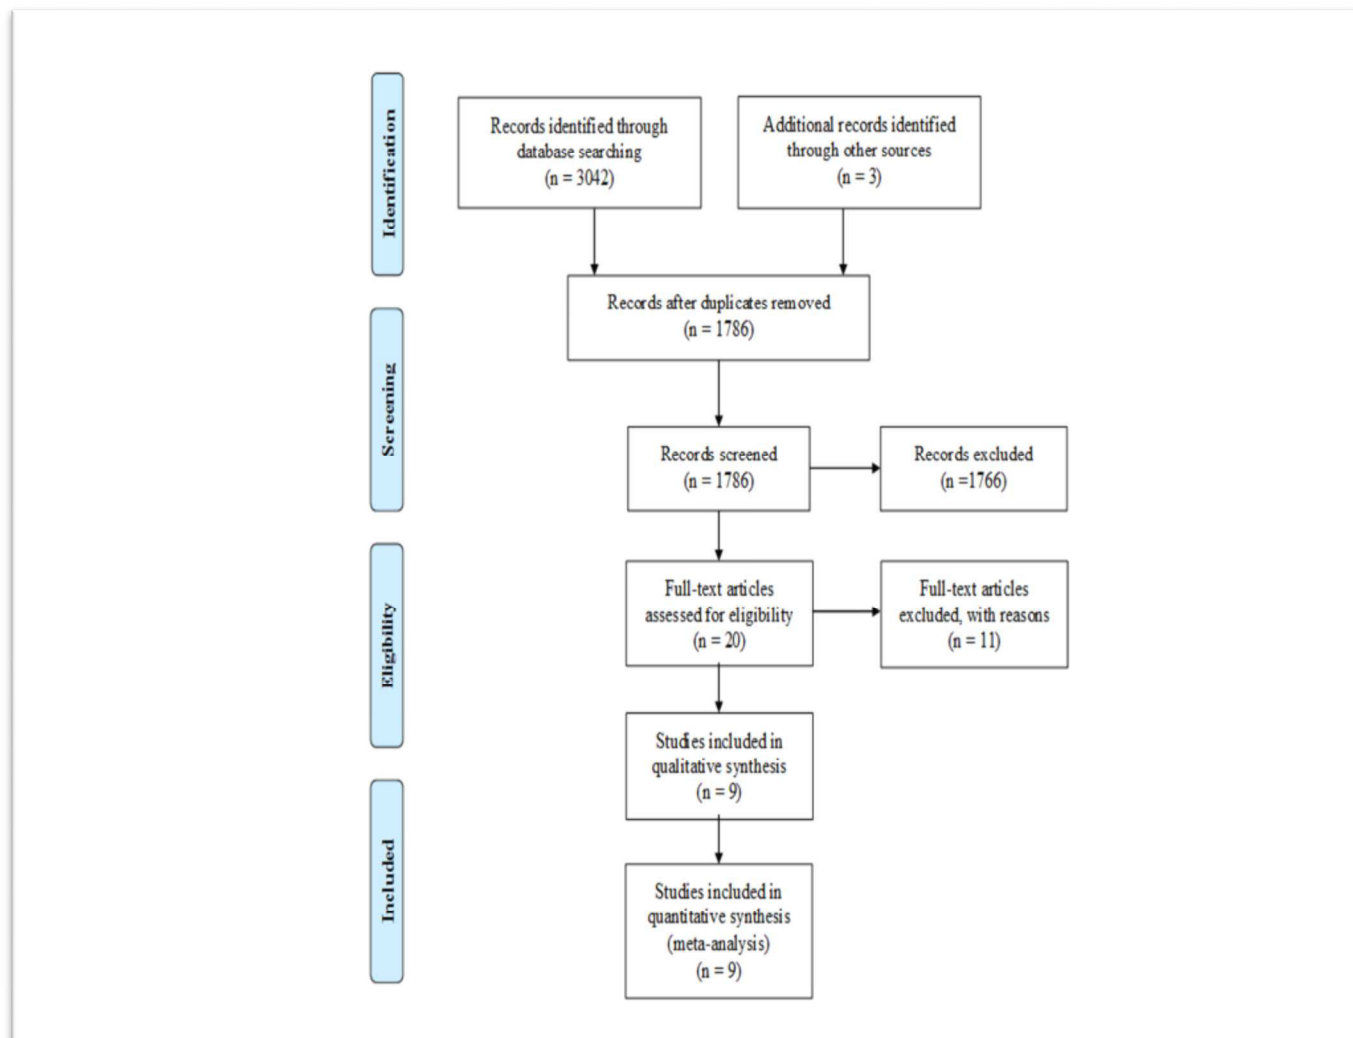 Identification
Records identified through
database searching
(n = 3042)
Additional records identified
through other sources
(n = 3)
Records after duplicates removed
(n = 1786)
Screening
Records screened
(n = 1786)
Records excluded
(n =1766)
Eligibility
Full-text articles
assessed for eligibility
(n = 20)
Full-text articles
excluded, with reasons
(n = 11)
Studies included in
qualitative synthesis
(n = 9)
Included
Studies included in
quantitative synthesis
(meta-analysis)
(n = 9)